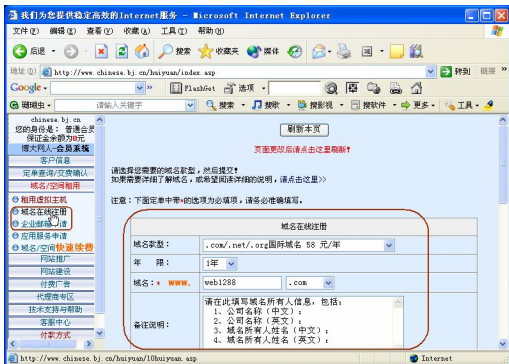 我们为您提供稳定高效的Internet服务 - Microsoft Internet Explorer
文件(F) 编辑(E) 查看(V) 收藏(A) 工具(T) 帮助(H)
后退 搜索 收藏夹 媒体
地址(D) http://www.chinese.bj.cn/huiyuan/index.asp 转到 链接 »
Google - FlashGet 选项
请输入关键字 搜索 搜歌 搜影视 搜软件 更多 工具
chinese.bj.cn
您的身份是: 普通会员
保证金余额为0元
博大网人-会员系统
客户信息
定单查询/交费确认
域名/空间租用
租用虚拟主机
域名在线注册
企业邮箱申请
应用服务申请
域名/空间快速续费
网站推广
网站建设
付费广告
代理商专区
技术支持与帮助
客服中心
付款方式
刷新本页
页面更改后请点击这里刷新!
请选择您需要的域名款型,然后提交!
如果需要详细了解域名,或希望阅读详细的说明,请点击这里>>
注意:下面定单中带*的选项为必填项,请务必准确填写。
域名在线注册
域名款型: .com/.net/.org国际域名 58 元/年
年 限: 1年
域名:* www. web1288 .com
备注说明:
请在此填写域名所有人信息,包括:
1、公司名称(中文):
2、公司名称(英文):
3、域名所有人姓名(中文):
4、域名所有人姓名(英文):
http://www.chinese.bj.cn/huiyuan/10huiyuan.asp Internet